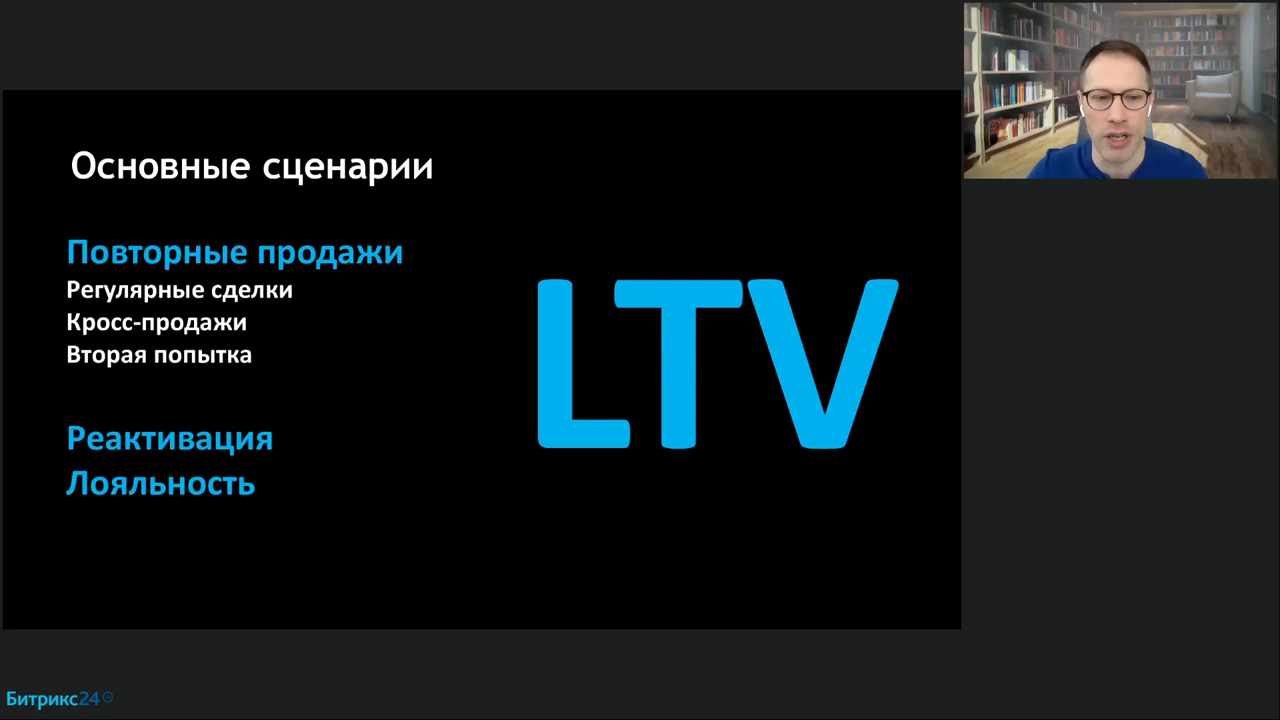 Основные сценарии
Повторные продажи
Регулярные сделки
Кросс-продажи
Вторая попытка
Реактивация
Лояльность
LTV
Битрикс24